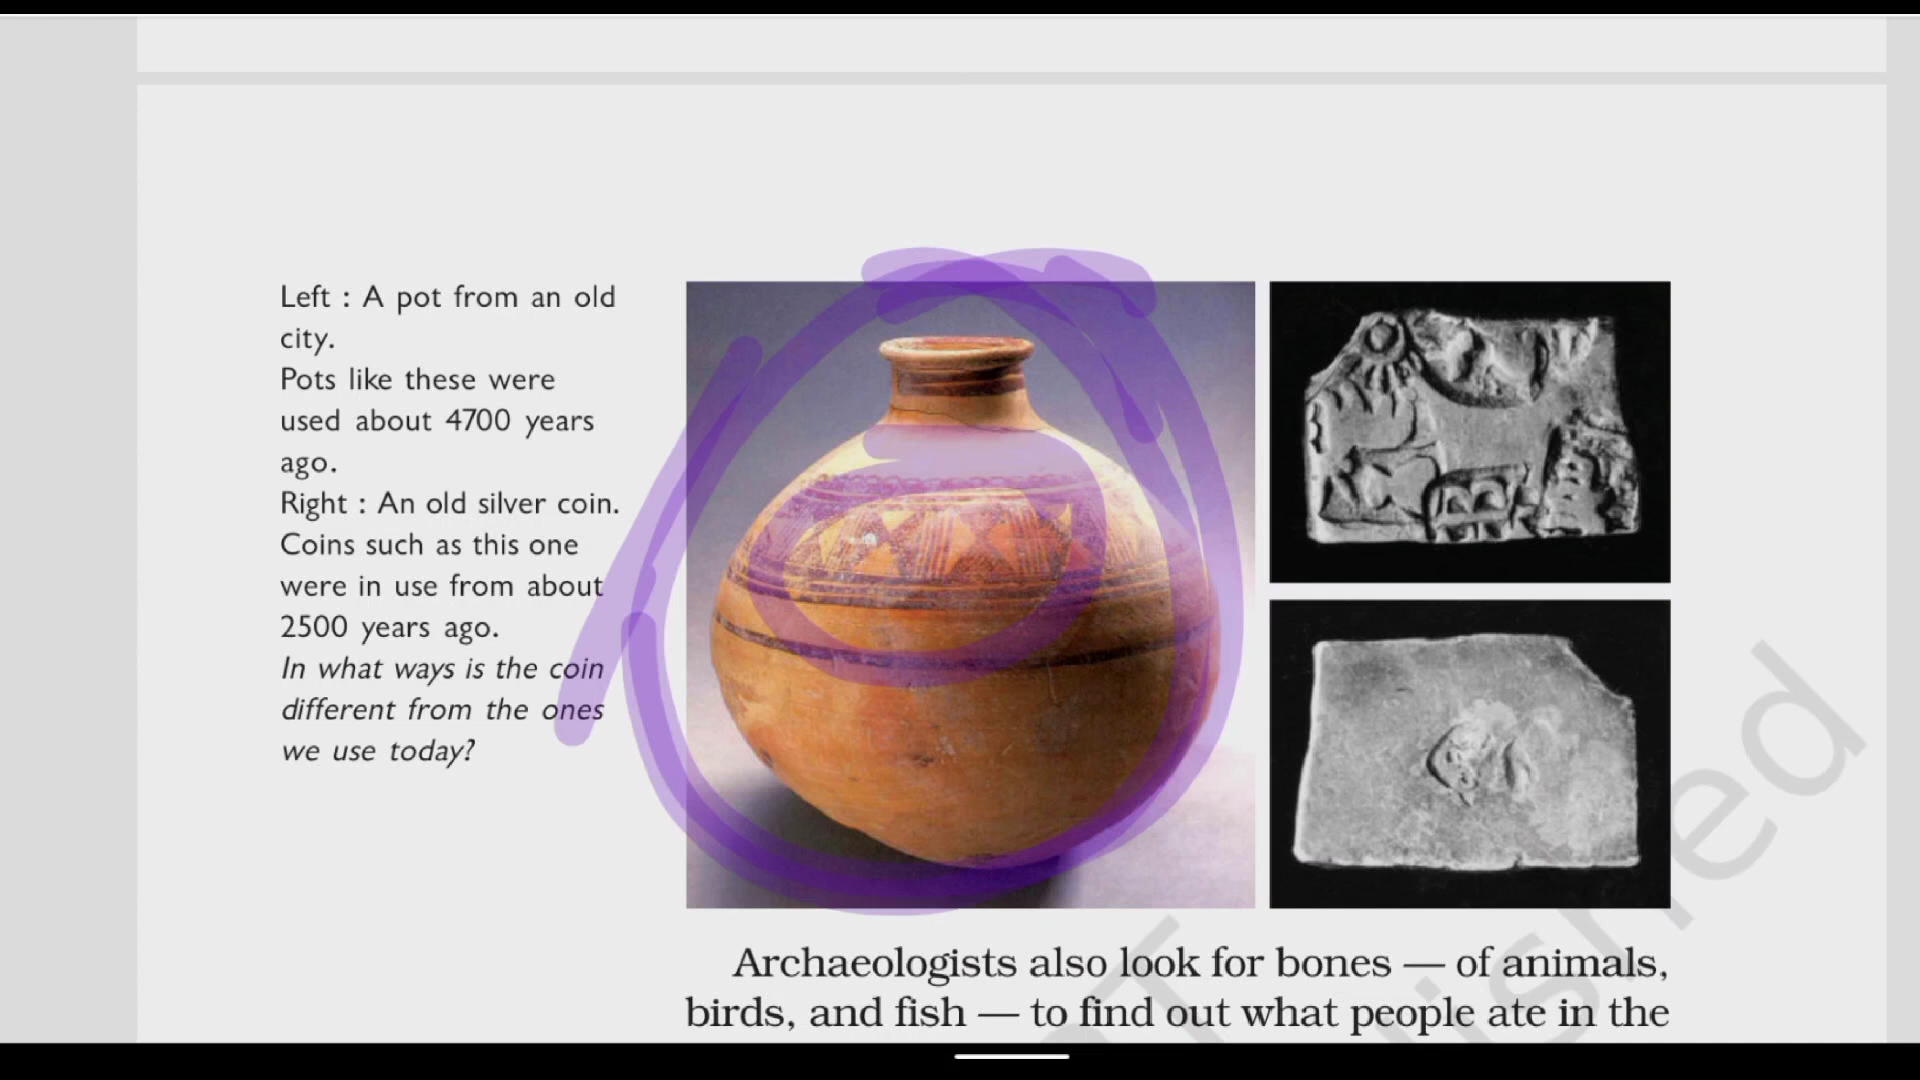 Left : A pot from an old
city.
Pots like these were
used about 4700 years
ago.
Right : An old silver coin.
Coins such as this one
were in use from about
2500 years ago.
In what ways is the coin
different from the ones
we use today?
Archaeologists also look for bones — of animals,
birds, and fish — to find out what people ate in the